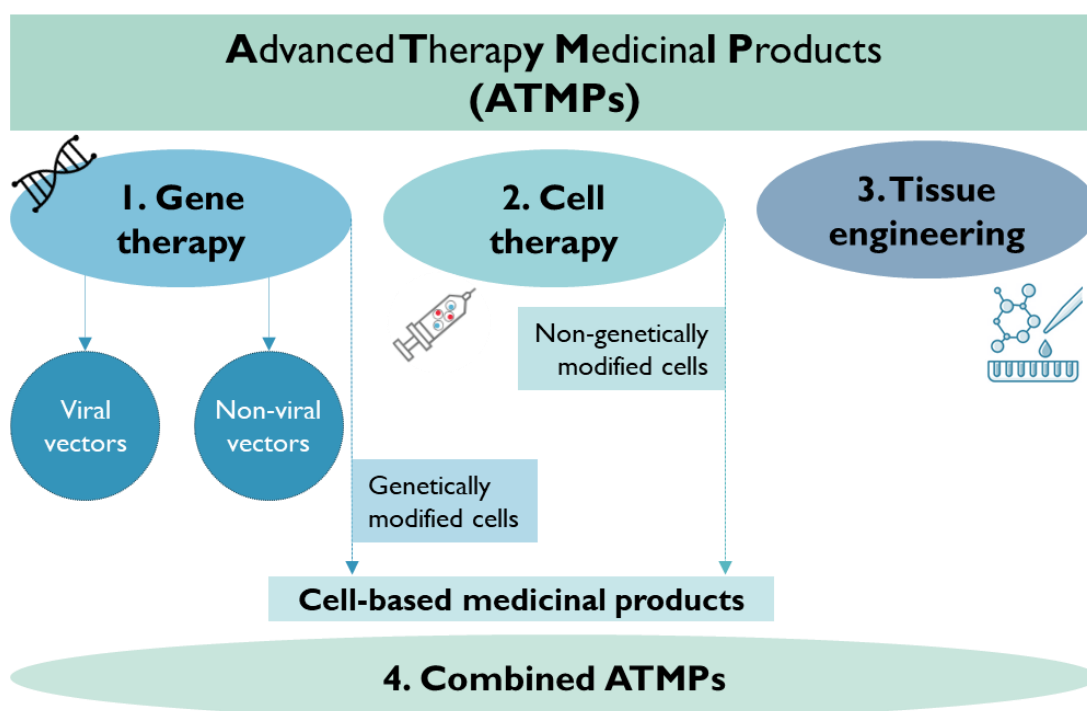 Advanced Therapy Medicinal Products
(ATMPs)
1. Gene
therapy
2. Cell
therapy
3. Tissue
engineering
Viral
vectors
Non-viral
vectors
Non-genetically
modified cells
Genetically
modified cells
Cell-based medicinal products
4. Combined ATMPs